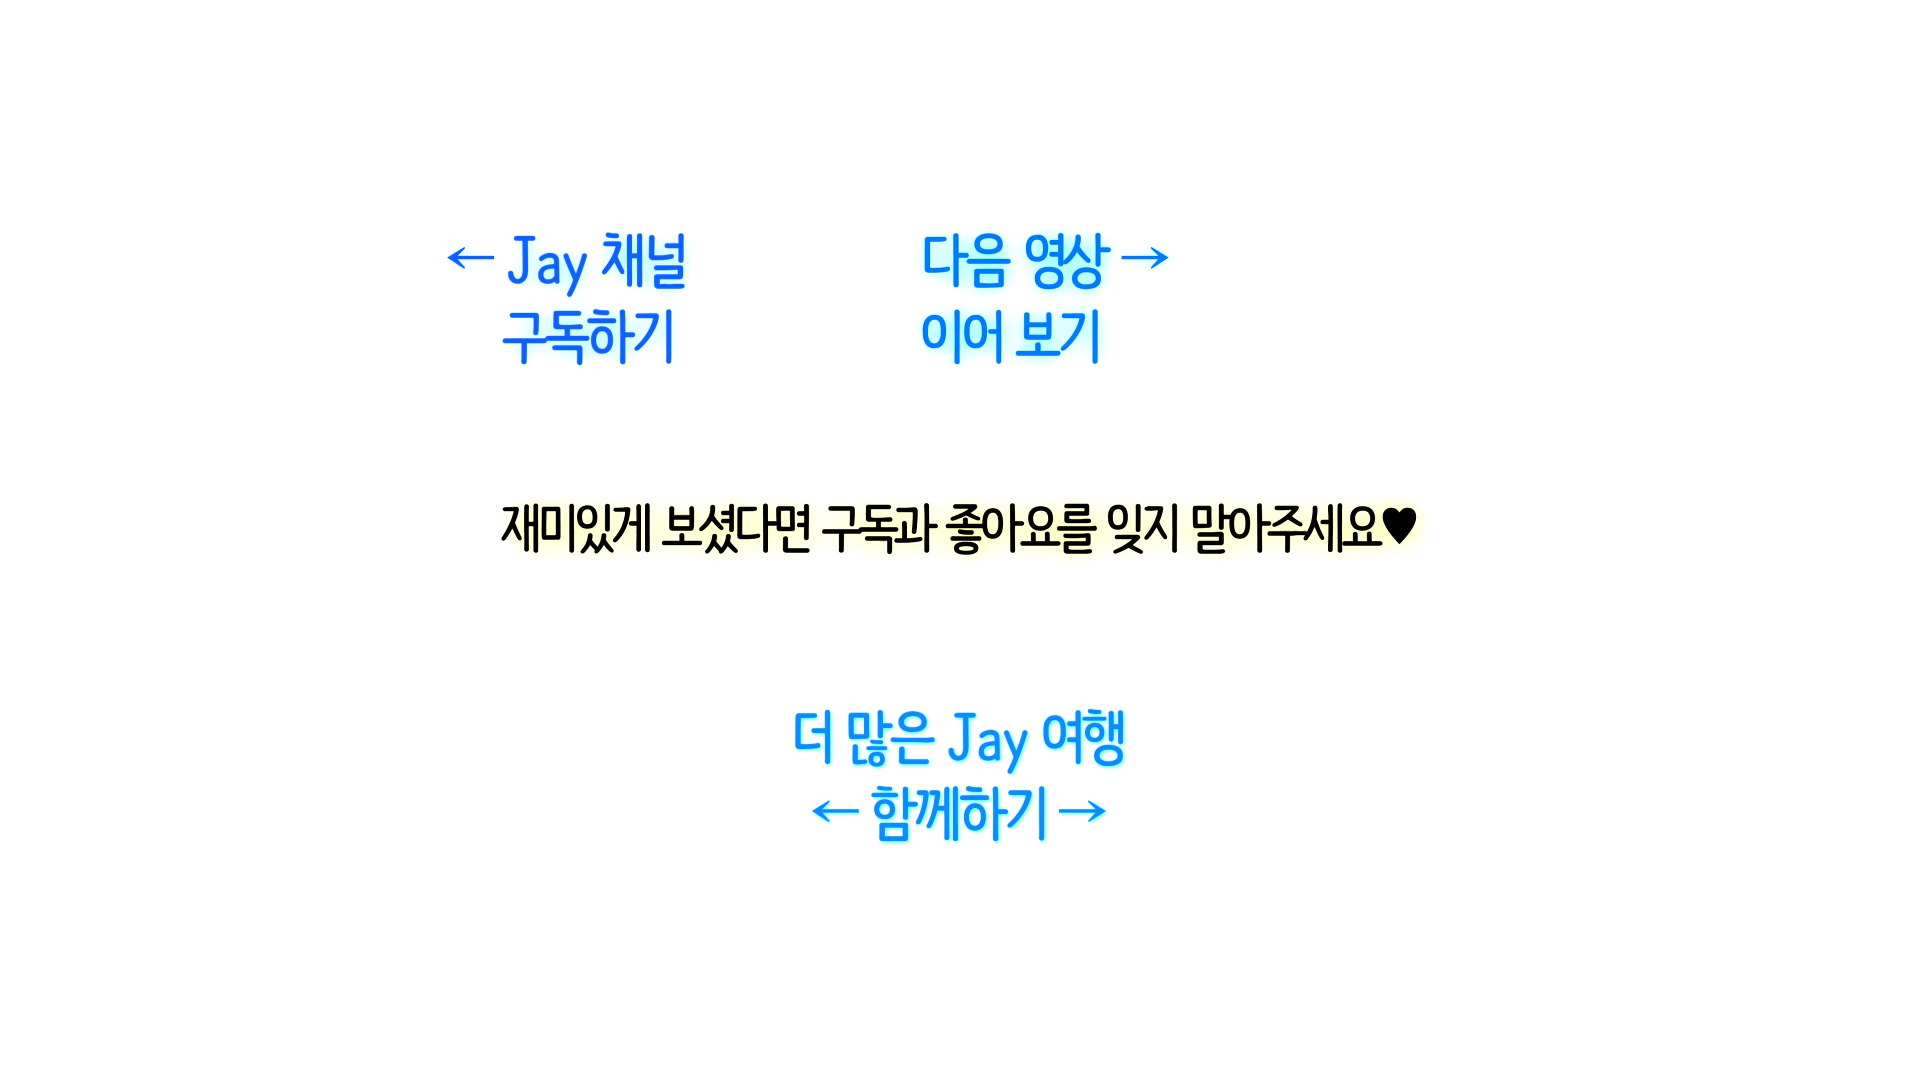 ← Jay 채널
구독하기
다음 영상 →
이어 보기
재미있게 보셨다면 구독과 좋아요를 잊지 말아주세요♥
더 많은 Jay 여행
← 함께하기 →